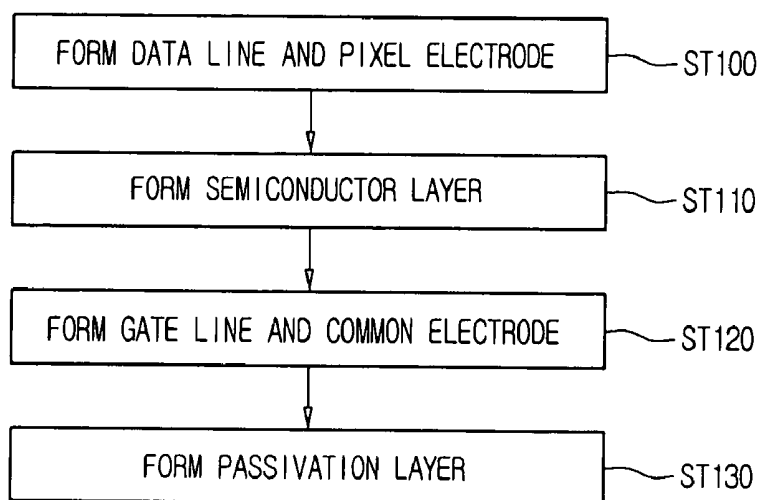 FORM DATA LINE AND PIXEL ELECTRODE
ST100
FORM SEMICONDUCTOR LAYER
ST110
FORM GATE LINE AND COMMON ELECTRODE
ST120
FORM PASSIVATION LAYER
ST130